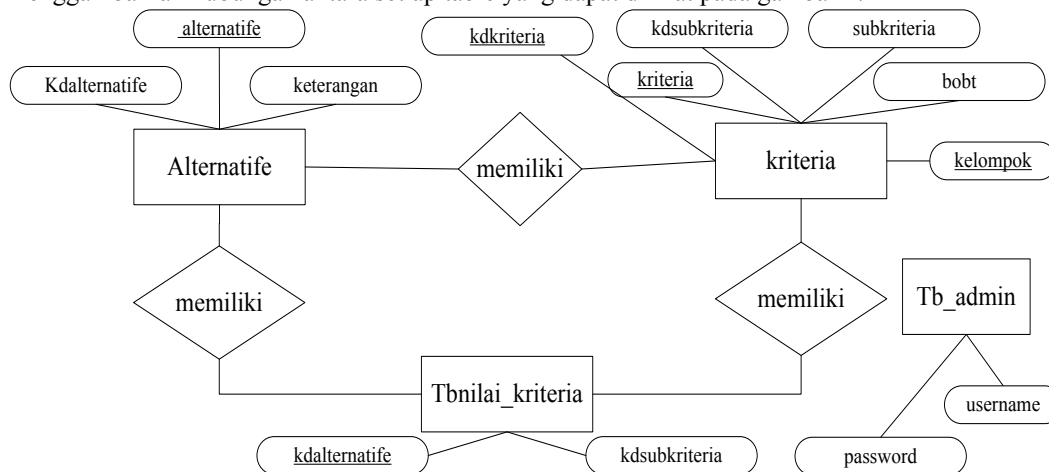 alternatife
kdkriteria
kdsubkriteria
subkriteria
Kdalternatife
keterangan
kriteria
bobt
Alternatife
memiliki
kriteria
kelompok
memiliki
memiliki
Tb_admin
Tbnilai_kriteria
username
kdalternatife
kdsubkriteria
password